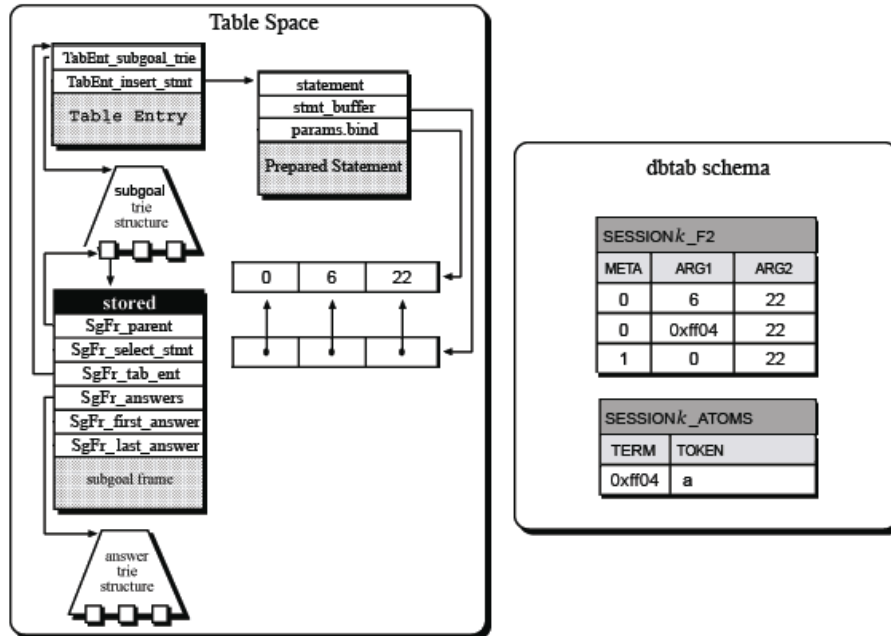 Table Space
TabEnt_subgoal_trie
TabEnt_insert_stmt
Table Entry
statement
stmt_buffer
params.bind
Prepared Statement
subgoal
trie
structure
0 6 22
stored
SgFr_parent
SgFr_select_stmt
SgFr_tab_ent
SgFr_answers
SgFr_first_answer
SgFr_last_answer
subgoal frame
answer
trie
structure
dbtab schema
SESSIONk_F2
META ARG1 ARG2
0 6 22
0 0xff04 22
1 0 22
SESSIONk_ATOMS
TERM TOKEN
0xff04 a